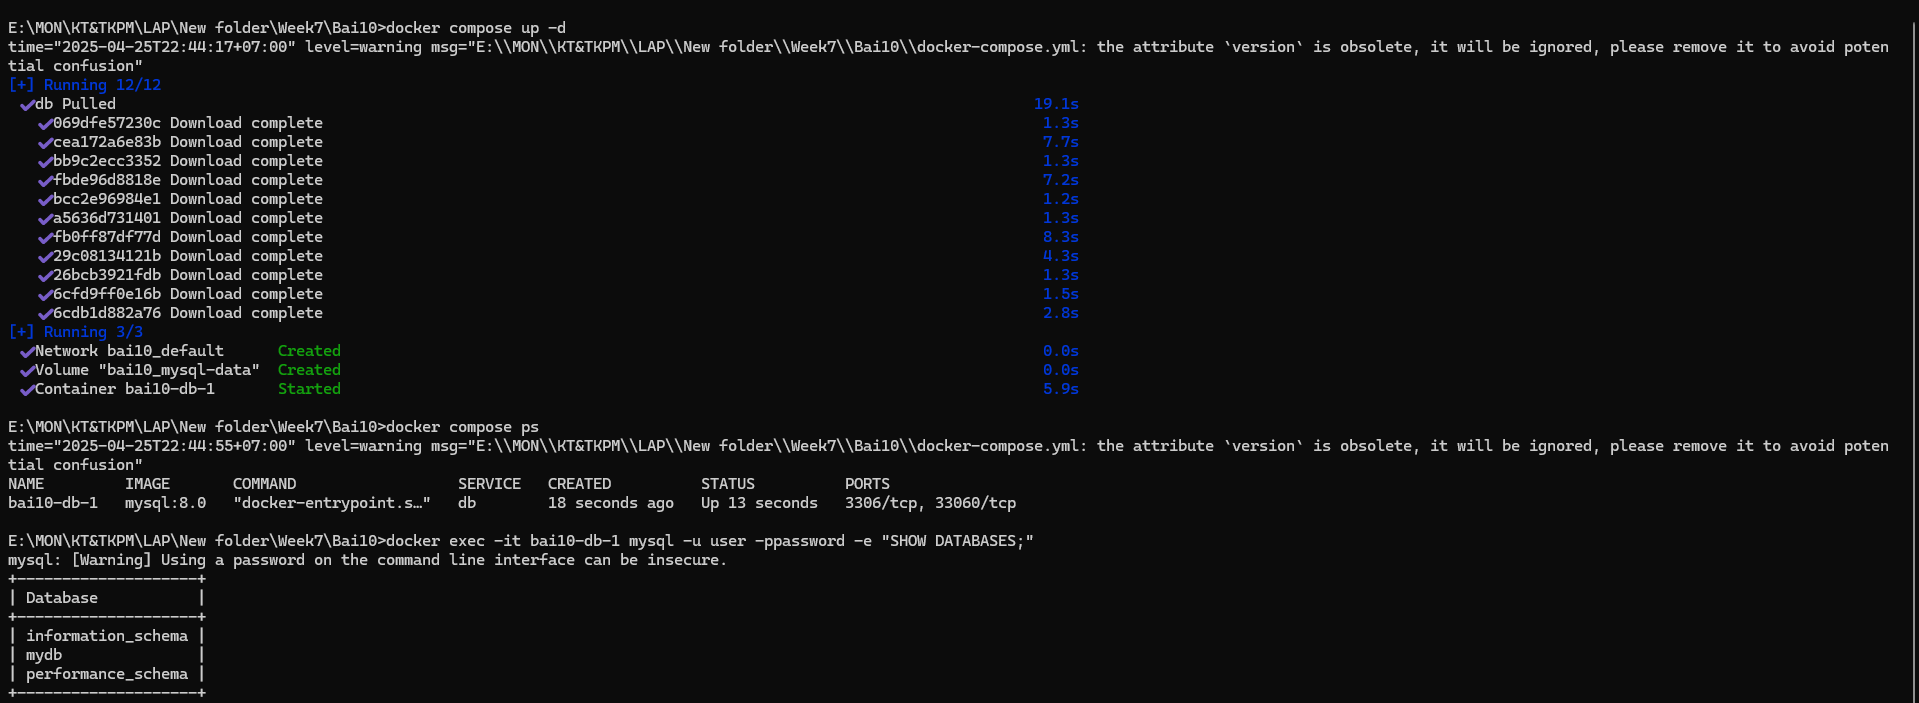 E:\MON\KT&TKPM\LAP\New folder\Week7\Bai10>docker compose up -d
time="2025-04-25T22:44:17+07:00" level=warning msg="E:\\MON\\KT&TKPM\\LAP\\New folder\\Week7\\Bai10\\docker-compose.yml: the attribute `version` is obsolete, it will be ignored, please remove it to avoid poten
tial confusion"
[+] Running 12/12
✔db Pulled 19.1s
✔069dfe57230c Download complete 1.3s
✔cea172a6e83b Download complete 7.7s
✔bb9c2ecc3352 Download complete 1.3s
✔fbde96d8818e Download complete 7.2s
✔bcc2e96984e1 Download complete 1.2s
✔a5636d731401 Download complete 1.3s
✔fb0ff87df77d Download complete 8.3s
✔29c08134121b Download complete 4.3s
✔26bcb3921fdb Download complete 1.3s
✔6cfd9ff0e16b Download complete 1.5s
✔6cdb1d882a76 Download complete 2.8s
[+] Running 3/3
✔Network bai10_default Created 0.0s
✔Volume "bai10_mysql-data" Created 0.0s
✔Container bai10-db-1 Started 5.9s
E:\MON\KT&TKPM\LAP\New folder\Week7\Bai10>docker compose ps
time="2025-04-25T22:44:55+07:00" level=warning msg="E:\\MON\\KT&TKPM\\LAP\\New folder\\Week7\\Bai10\\docker-compose.yml: the attribute `version` is obsolete, it will be ignored, please remove it to avoid poten
tial confusion"
NAME IMAGE COMMAND SERVICE CREATED STATUS PORTS
bai10-db-1 mysql:8.0 "docker-entrypoint.s…" db 18 seconds ago Up 13 seconds 3306/tcp, 33060/tcp
E:\MON\KT&TKPM\LAP\New folder\Week7\Bai10>docker exec -it bai10-db-1 mysql -u user -ppassword -e "SHOW DATABASES;"
mysql: [Warning] Using a password on the command line interface can be insecure.
+--------------------+
| Database           |
+--------------------+
| information_schema |
| mydb               |
| performance_schema |
+--------------------+